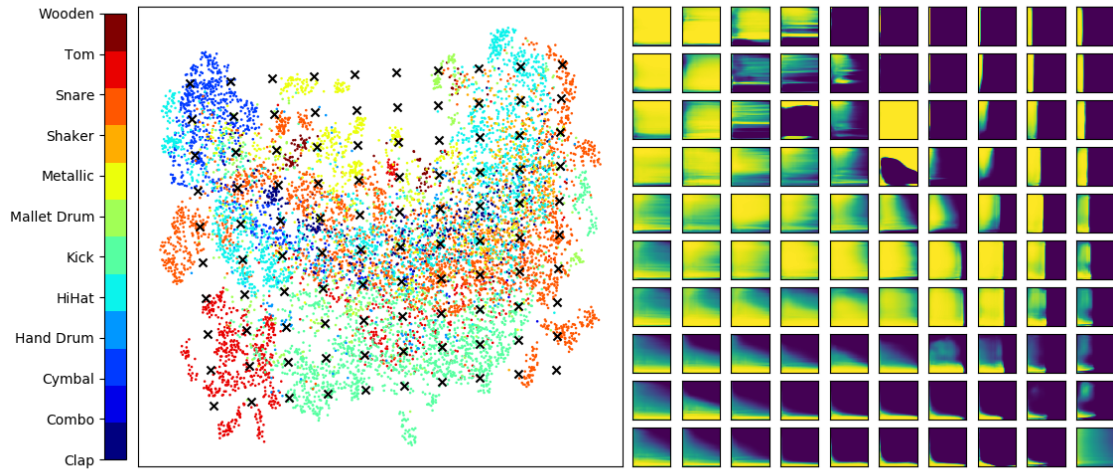 Wooden
Tom
Snare
Shaker
Metallic
Mallet Drum
Kick
HiHat
Hand Drum
Cymbal
Combo
Clap